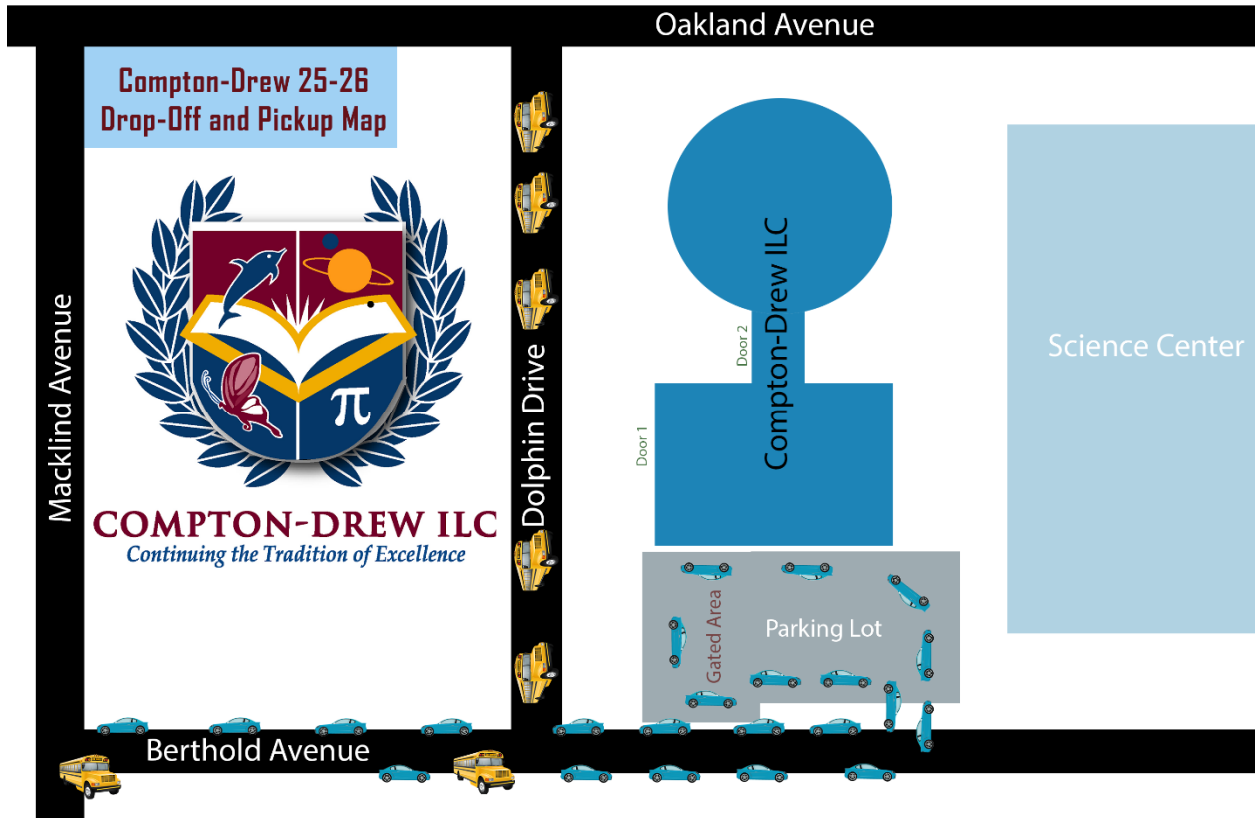 Oakland Avenue
Compton-Drew 25-26
Drop-Off and Pickup Map
Macklind Avenue
π
COMPTON-DREW ILC
Continuing the Tradition of Excellence
Dolphin Drive
Door 2
Door 1
Compton-Drew ILC
Science Center
Gated Area
Parking Lot
Berthold Avenue